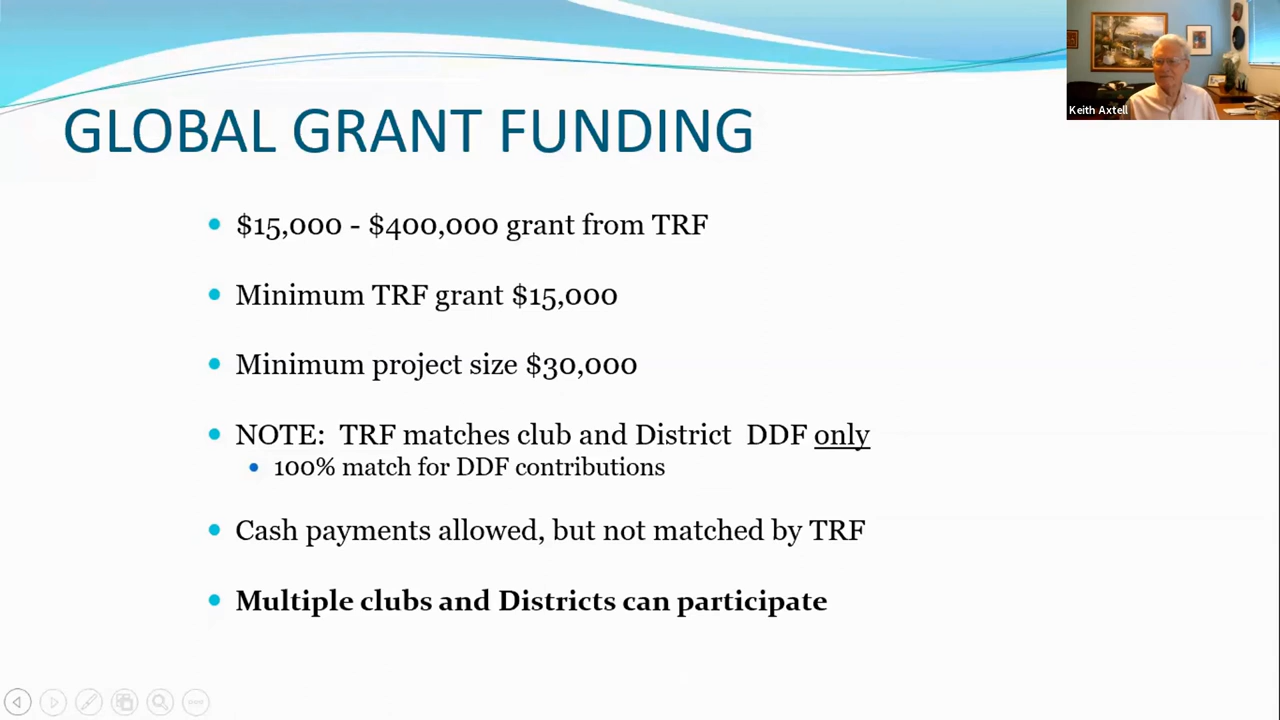 Keith Axtell
GLOBAL GRANT FUNDING
$15,000 - $400,000 grant from TRF
Minimum TRF grant $15,000
Minimum project size $30,000
NOTE:  TRF matches club and District  DDF only
100% match for DDF contributions
Cash payments allowed, but not matched by TRF
Multiple clubs and Districts can participate